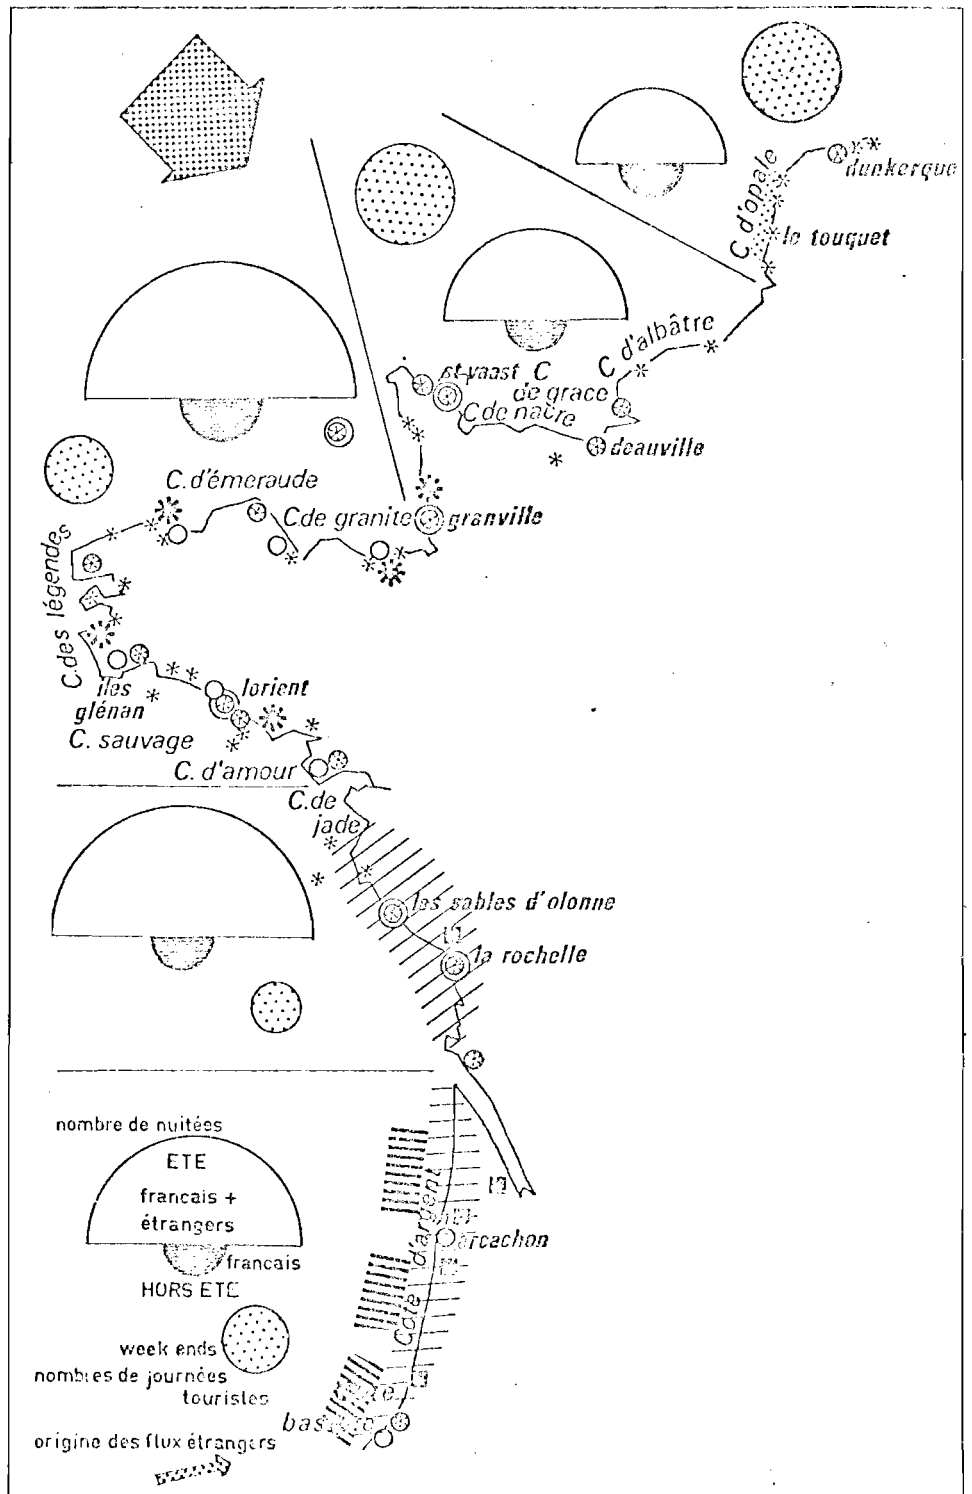 dunkerque
C d'opale
le touquet
C d'albâtre
st-vaast C
de grace
C de nacre
deauville
C. d'émeraude
C. de granite
granville
C. des légendes
îles
glénan
lorient
C. sauvage
C. d'amour
C. de
jade
les sables d'olonne
la rochelle
nombre de nuitées
ETE
francais +
étrangers
francais
HORS ETE
Cote d'argent
arcachon
week ends
nombres de journées
touristes
origine des flux étrangers